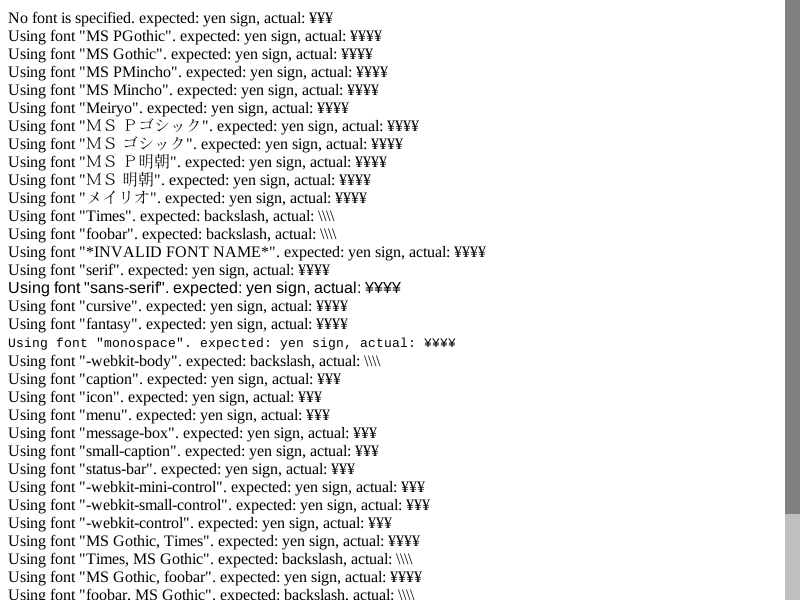 No font is specified. expected: yen sign, actual: ¥¥¥
Using font "MS PGothic". expected: yen sign, actual: ¥¥¥¥
Using font "MS Gothic". expected: yen sign, actual: ¥¥¥¥
Using font "MS PMincho". expected: yen sign, actual: ¥¥¥¥
Using font "MS Mincho". expected: yen sign, actual: ¥¥¥¥
Using font "Meiryo". expected: yen sign, actual: ¥¥¥¥
Using font "ＭＳ Ｐゴシック". expected: yen sign, actual: ¥¥¥¥
Using font "ＭＳ ゴシック". expected: yen sign, actual: ¥¥¥¥
Using font "ＭＳ Ｐ明朝". expected: yen sign, actual: ¥¥¥¥
Using font "ＭＳ 明朝". expected: yen sign, actual: ¥¥¥¥
Using font "メイリオ". expected: yen sign, actual: ¥¥¥¥
Using font "Times". expected: backslash, actual: \\\\
Using font "foobar". expected: backslash, actual: \\\\
Using font "*INVALID FONT NAME*". expected: yen sign, actual: ¥¥¥¥
Using font "serif". expected: yen sign, actual: ¥¥¥¥
Using font "sans-serif". expected: yen sign, actual: ¥¥¥¥
Using font "cursive". expected: yen sign, actual: ¥¥¥¥
Using font "fantasy". expected: yen sign, actual: ¥¥¥¥
Using font "monospace". expected: yen sign, actual: ¥¥¥¥
Using font "-webkit-body". expected: backslash, actual: \\\\
Using font "caption". expected: yen sign, actual: ¥¥¥
Using font "icon". expected: yen sign, actual: ¥¥¥
Using font "menu". expected: yen sign, actual: ¥¥¥
Using font "message-box". expected: yen sign, actual: ¥¥¥
Using font "small-caption". expected: yen sign, actual: ¥¥¥
Using font "status-bar". expected: yen sign, actual: ¥¥¥
Using font "-webkit-mini-control". expected: yen sign, actual: ¥¥¥
Using font "-webkit-small-control". expected: yen sign, actual: ¥¥¥
Using font "-webkit-control". expected: yen sign, actual: ¥¥¥
Using font "MS Gothic, Times". expected: yen sign, actual: ¥¥¥¥
Using font "Times, MS Gothic". expected: backslash, actual: \\\\
Using font "MS Gothic, foobar". expected: yen sign, actual: ¥¥¥¥
Using font "foobar, MS Gothic". expected: backslash, actual: \\\\